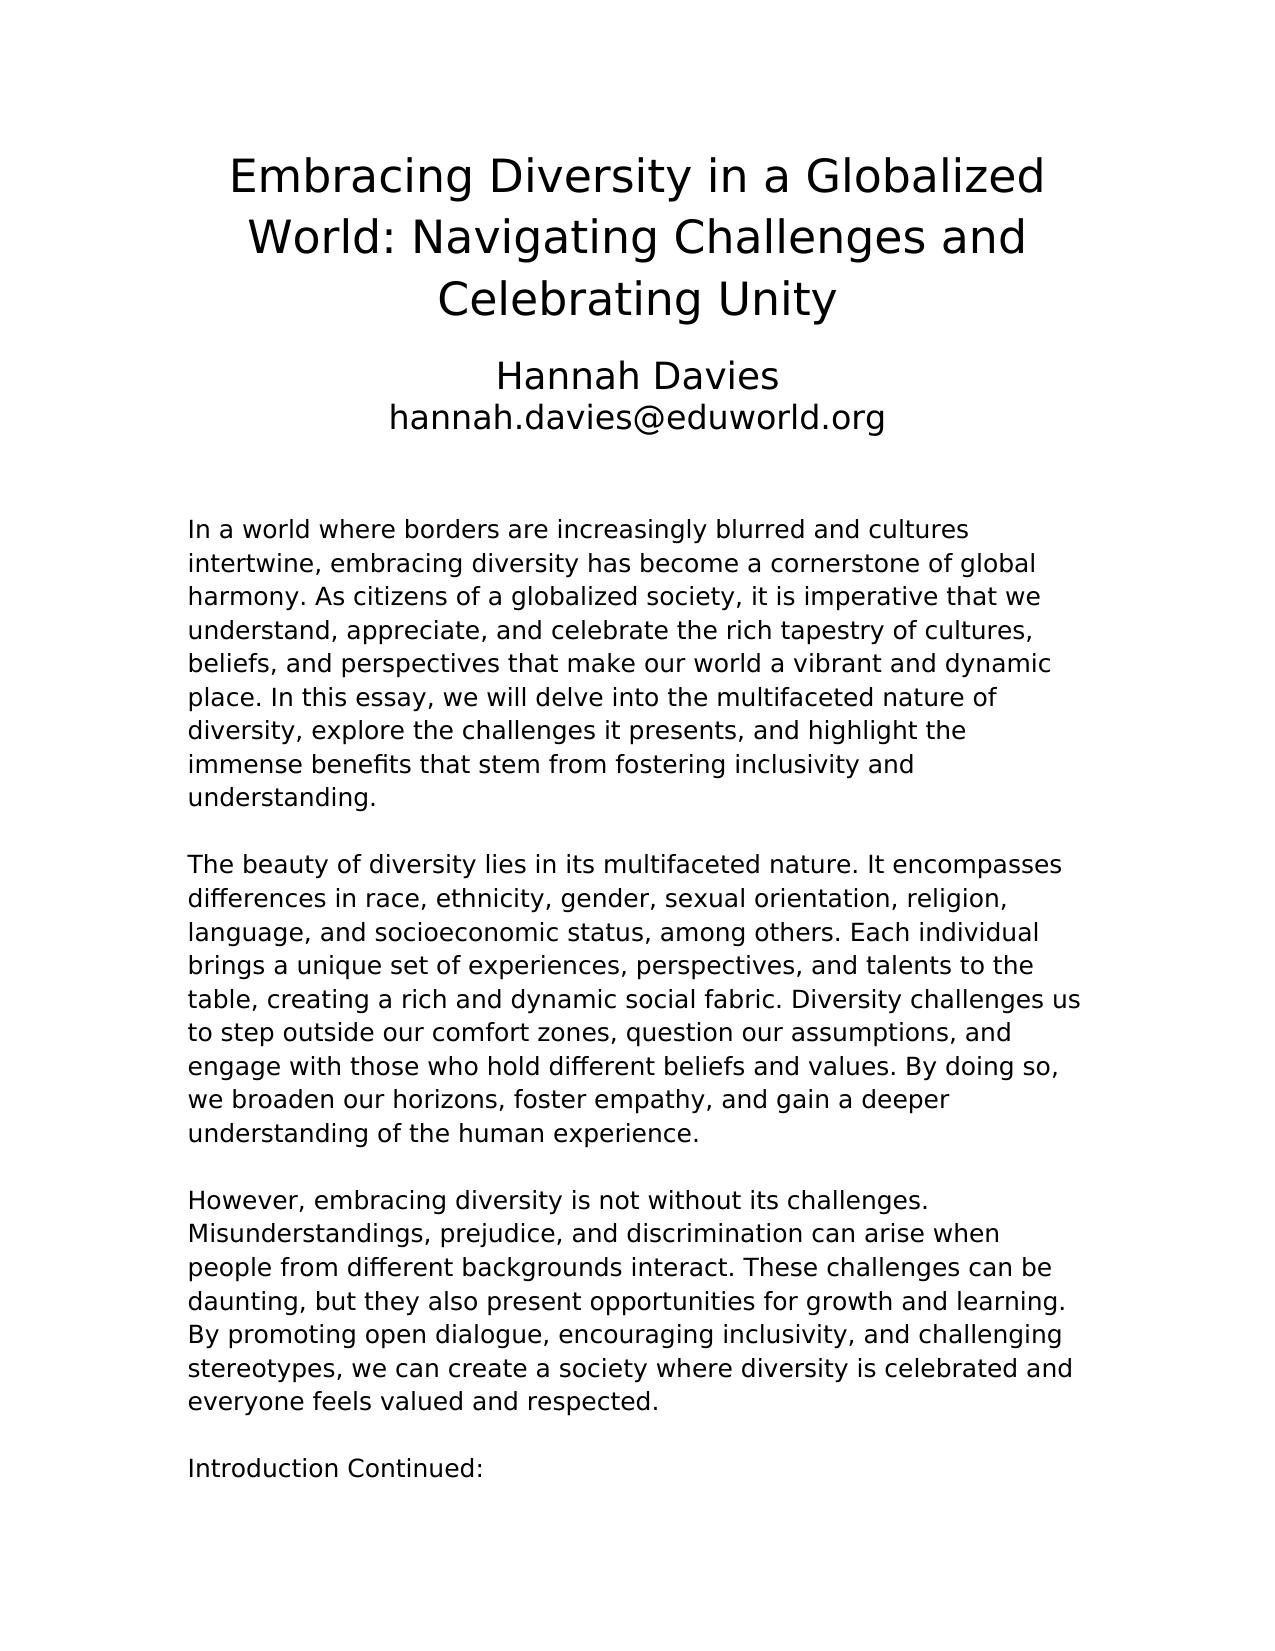 Embracing Diversity in a Globalized
World: Navigating Challenges and
Celebrating Unity
Hannah Davies
hannah.davies@eduworld.org
In a world where borders are increasingly blurred and cultures
intertwine, embracing diversity has become a cornerstone of global
harmony. As citizens of a globalized society, it is imperative that we
understand, appreciate, and celebrate the rich tapestry of cultures,
beliefs, and perspectives that make our world a vibrant and dynamic
place. In this essay, we will delve into the multifaceted nature of
diversity, explore the challenges it presents, and highlight the
immense benefits that stem from fostering inclusivity and
understanding.
The beauty of diversity lies in its multifaceted nature. It encompasses
differences in race, ethnicity, gender, sexual orientation, religion,
language, and socioeconomic status, among others. Each individual
brings a unique set of experiences, perspectives, and talents to the
table, creating a rich and dynamic social fabric. Diversity challenges us
to step outside our comfort zones, question our assumptions, and
engage with those who hold different beliefs and values. By doing so,
we broaden our horizons, foster empathy, and gain a deeper
understanding of the human experience.
However, embracing diversity is not without its challenges.
Misunderstandings, prejudice, and discrimination can arise when
people from different backgrounds interact. These challenges can be
daunting, but they also present opportunities for growth and learning.
By promoting open dialogue, encouraging inclusivity, and challenging
stereotypes, we can create a society where diversity is celebrated and
everyone feels valued and respected.
Introduction Continued: